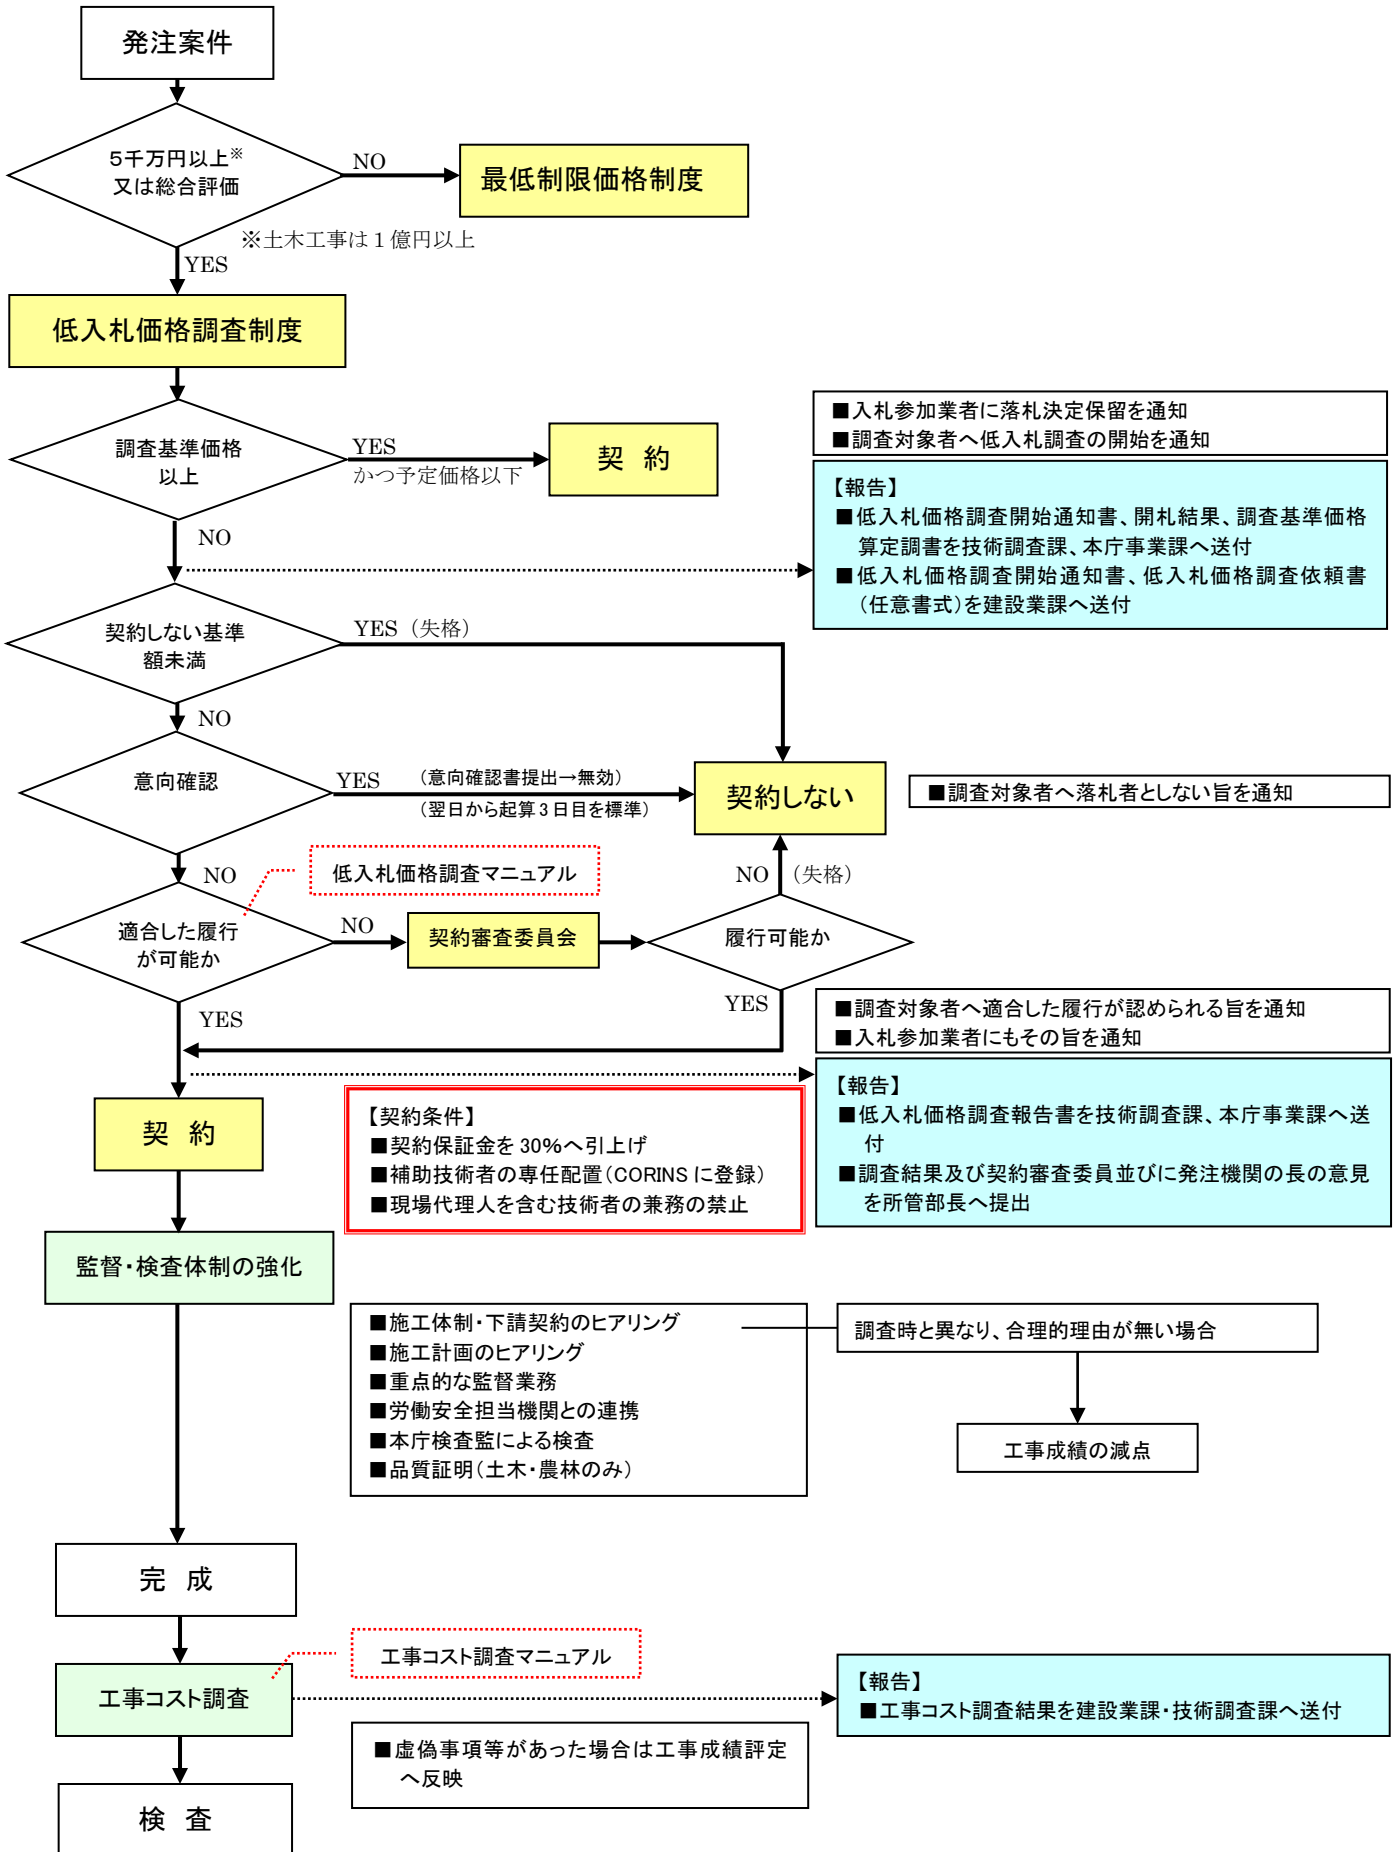 発注案件
5千万円以上※
又は総合評価
NO
最低制限価格制度
※土木工事は１億円以上
YES
低入札価格調査制度
調査基準価格
以上
YES
かつ予定価格以下
契 約
■入札参加業者に落札決定保留を通知
■調査対象者へ低入札調査の開始を通知
【報告】
■低入札価格調査開始通知書、開札結果、調査基準価格
算定調書を技術調査課、本庁事業課へ送付
■低入札価格調査開始通知書、低入札価格調査依頼書
（任意書式）を建設業課へ送付
NO
契約しない基準
額未満
YES（失格）
NO
意向確認
YES
（意向確認書提出→無効）
（翌日から起算３日目を標準）
契約しない
■調査対象者へ落札者としない旨を通知
NO
低入札価格調査マニュアル
NO （失格）
適合した履行
が可能か
NO
契約審査委員会
履行可能か
YES
YES
■調査対象者へ適合した履行が認められる旨を通知
■入札参加業者にもその旨を通知
【報告】
■低入札価格調査報告書を技術調査課、本庁事業課へ送
付
■調査結果及び契約審査委員並びに発注機関の長の意見
を所管部長へ提出
契 約
【契約条件】
■契約保証金を 30%へ引上げ
■補助技術者の専任配置（CORINS に登録）
■現場代理人を含む技術者の兼務の禁止
監督・検査体制の強化
■施工体制・下請契約のヒアリング
■施工計画のヒアリング
■重点的な監督業務
■労働安全担当機関との連携
■本庁検査監による検査
■品質証明（土木・農林のみ）
調査時と異なり、合理的理由が無い場合
工事成績の減点
完 成
工事コスト調査マニュアル
工事コスト調査
【報告】
■工事コスト調査結果を建設業課・技術調査課へ送付
■虚偽事項等があった場合は工事成績評定
へ反映
検 査